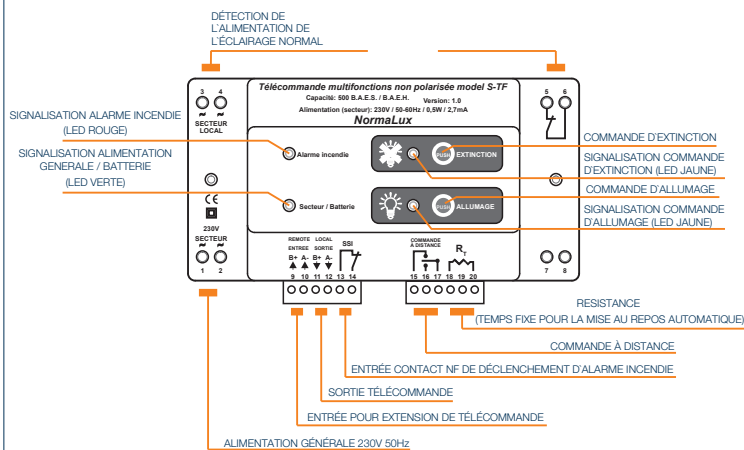 DÉTECTION DE
L`ALIMENTATION DE
L`ÉCLAIRAGE NORMAL
3 4
SECTEUR
LOCAL
Télécommande multifonctions non polarisée model S-TF
Capacité: 500 B.A.E.S. / B.A.E.H. Version: 1.0
Alimentation (secteur): 230V / 50-60Hz / 0,5W / 2,7mA
NormaLux
5 6
SIGNALISATION ALARME INCENDIE
(LED ROUGE)
SIGNALISATION ALIMENTATION
GENERALE / BATTERIE
(LED VERTE)
Alarme incendie
PUSH EXTINCTION
Secteur / Batterie
PUSH ALLUMAGE
COMMANDE D'EXTINCTION
SIGNALISATION COMMANDE
D'EXTINCTION (LED JAUNE)
COMMANDE D'ALLUMAGE
SIGNALISATION COMMANDE
D'ALLUMAGE (LED JAUNE)
CE
230V
SECTEUR
1 2
REMOTE LOCAL
ENTREE SORTIE SSI
B+ A- B+ A-
9 10 11 12 13 14
COMMANDE
A DISTANCE
RT
15 16 17 18 19 20
7 8
RESISTANCE
(TEMPS FIXE POUR LA MISE AU REPOS AUTOMATIQUE)
COMMANDE À DISTANCE
ENTRÉE CONTACT NF DE DÉCLENCHEMENT D'ALARME INCENDIE
SORTIE TÉLÉCOMMANDE
ENTRÉE POUR EXTENSION DE TÉLÉCOMMANDE
ALIMENTATION GÉNÉRALE 230V 50Hz